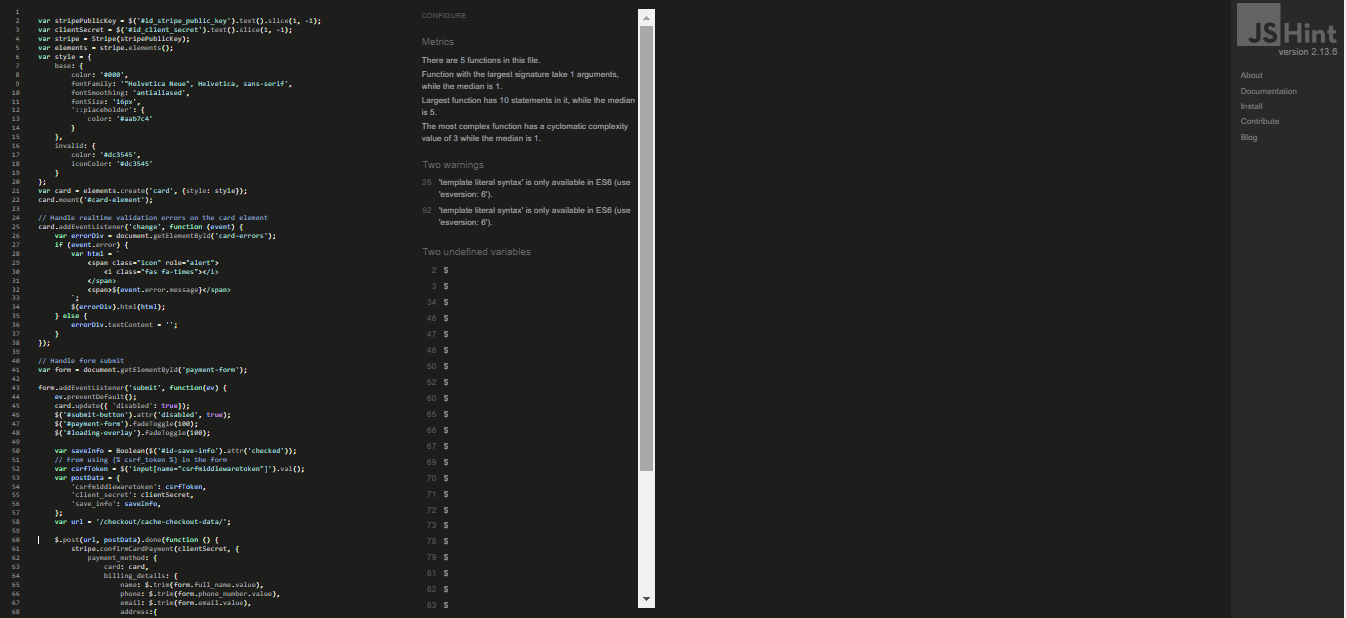 1
2 var stripePublicKey = $('#id_stripe_public_key').text().slice(1, -1);
3 var clientSecret = $('#id_client_secret').text().slice(1, -1);
4 var stripe = Stripe(stripePublicKey);
5 var elements = stripe.elements();
6 var style = {
7 base: {
8 color: '#000',
9 fontFamily: '"Helvetica Neue", Helvetica, sans-serif',
10 fontSmoothing: 'antialiased',
11 fontSize: '16px',
12 '::placeholder': {
13 color: '#aab7c4'
14 }
15 },
16 invalid: {
17 color: '#dc3545',
18 iconColor: '#dc3545'
19 }
20 };
21 var card = elements.create('card', {style: style});
22 card.mount('#card-element');
23
24 // Handle realtime validation errors on the card element
25 card.addEventListener('change', function (event) {
26 var errorDiv = document.getElementById('card-errors');
27 if (event.error) {
28 var html = `
29 <span class="icon" role="alert">
30 <i class="fas fa-times"></i>
31 </span>
32 <span>${event.error.message}</span>
33 `;
34 $(errorDiv).html(html);
35 } else {
36 errorDiv.textContent = '';
37 }
38 });
39
40 // Handle form submit
41 var form = document.getElementById('payment-form');
42
43 form.addEventListener('submit', function(ev) {
44 ev.preventDefault();
45 card.update({ 'disabled': true});
46 $('#submit-button').attr('disabled', true);
47 $('#payment-form').fadeToggle(100);
48 $('#loading-overlay').fadeToggle(100);
49
50 var saveInfo = Boolean($('#id-save-info').attr('checked'));
51 // From using {% csrf_token %} in the form
52 var csrfToken = $('input[name="csrfmiddlewaretoken"]').val();
53 var postData = {
54 'csrfmiddlewaretoken': csrfToken,
55 'client_secret': clientSecret,
56 'save_info': saveInfo,
57 };
58 var url = '/checkout/cache-checkout-data/';
59
60 $.post(url, postData).done(function () {
61 stripe.confirmCardPayment(clientSecret, {
62 payment_method: {
63 card: card,
64 billing_details: {
65 name: $.trim(form.full_name.value),
66 phone: $.trim(form.phone_number.value),
67 email: $.trim(form.email.value),
68 address:{
CONFIGURE
Metrics
There are 5 functions in this file.
Function with the largest signature take 1 arguments,
while the median is 1.
Largest function has 10 statements in it, while the median
is 5.
The most complex function has a cyclomatic complexity
value of 3 while the median is 1.
Two warnings
28 'template literal syntax' is only available in ES6 (use
'esversion: 6').
92 'template literal syntax' is only available in ES6 (use
'esversion: 6').
Two undefined variables
2 $
3 $
34 $
46 $
47 $
48 $
50 $
52 $
60 $
65 $
66 $
67 $
69 $
70 $
71 $
72 $
73 $
78 $
79 $
81 $
82 $
83 $
JSHint
version 2.13.6
About
Documentation
Install
Contribute
Blog